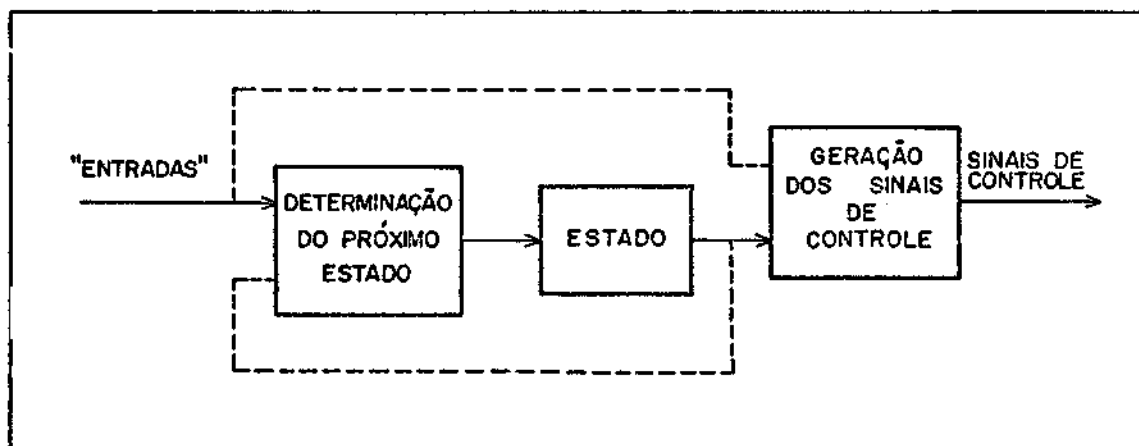 "ENTRADAS"
DETERMINAÇÃO
DO PRÓXIMO
ESTADO
ESTADO
GERAÇÃO
DOS SINAIS
DE
CONTROLE
SINAIS DE
CONTROLE